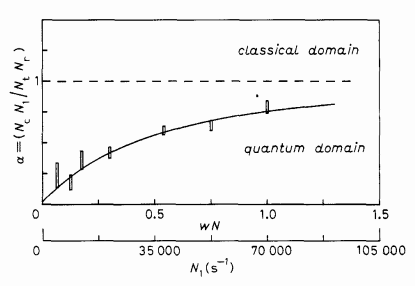 classical domain
1
α=(N_c N_1/N_t N_r)
quantum domain
0 0.5 1.0 1.5
wN
0 35 000 70 000 105 000
N_1(s⁻¹)